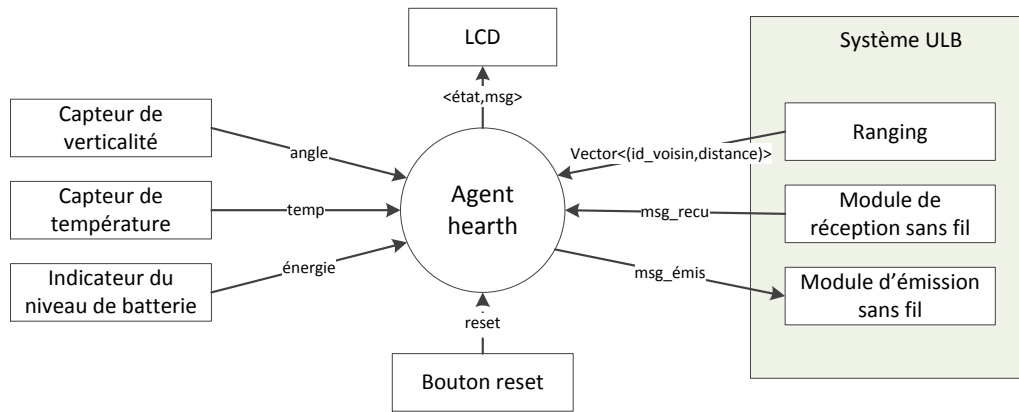 LCD
Système ULB
<état,msg>
Capteur de
verticalité
angle
Ranging
Vector<(id_voisin,distance)>
Agent
hearth
Capteur de
température
temp
msg_recu
Module de
réception sans fil
Indicateur du
niveau de batterie
énergie
msg_émis
Module d'émission
sans fil
reset
Bouton reset